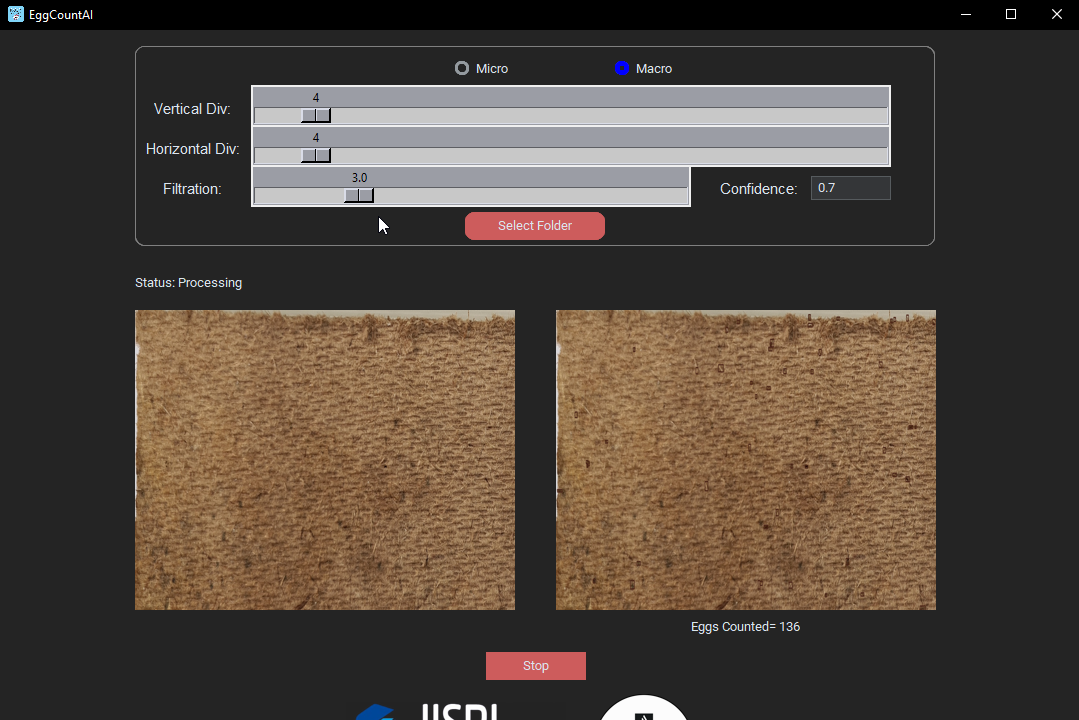 EggCountAI
Micro
Macro
4
Vertical Div:
4
Horizontal Div:
3.0
Filtration:
Confidence:
0.7
Select Folder
Status: Processing
Eggs Counted= 136
Stop